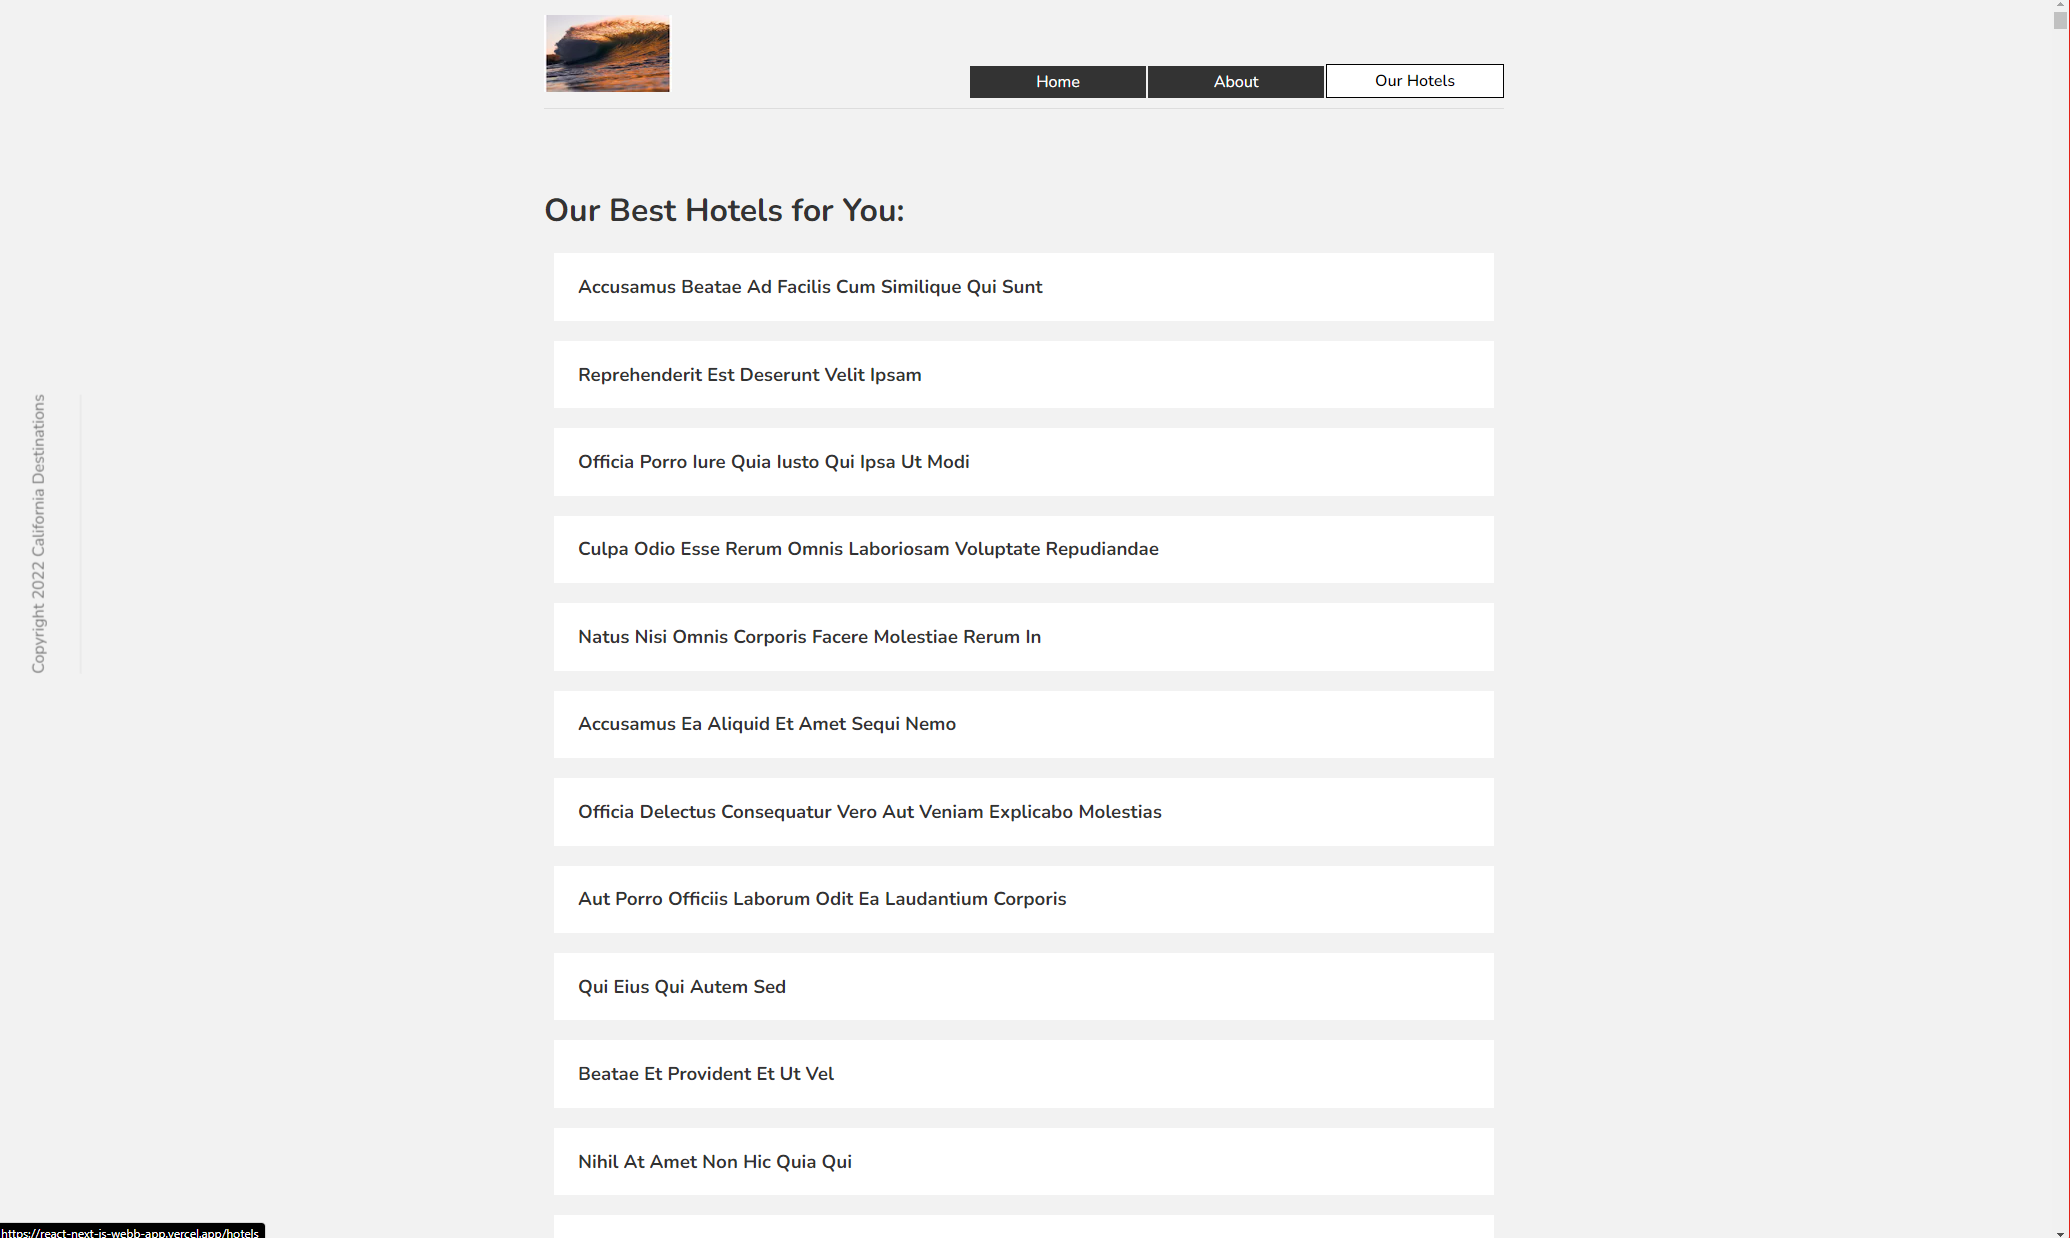 Home
About
Our Hotels
Our Best Hotels for You:
Accusamus Beatae Ad Facilis Cum Similique Qui Sunt
Reprehenderit Est Deserunt Velit Ipsam
Officia Porro Iure Quia Iusto Qui Ipsa Ut Modi
Culpa Odio Esse Rerum Omnis Laboriosam Voluptate Repudiandae
Natus Nisi Omnis Corporis Facere Molestiae Rerum In
Accusamus Ea Aliquid Et Amet Sequi Nemo
Officia Delectus Consequatur Vero Aut Veniam Explicabo Molestias
Aut Porro Officiis Laborum Odit Ea Laudantium Corporis
Qui Eius Qui Autem Sed
Beatae Et Provident Et Ut Vel
Nihil At Amet Non Hic Quia Qui
Copyright 2022 California Destinations
https://react-next-js-webb-app.vercel.app/hotels